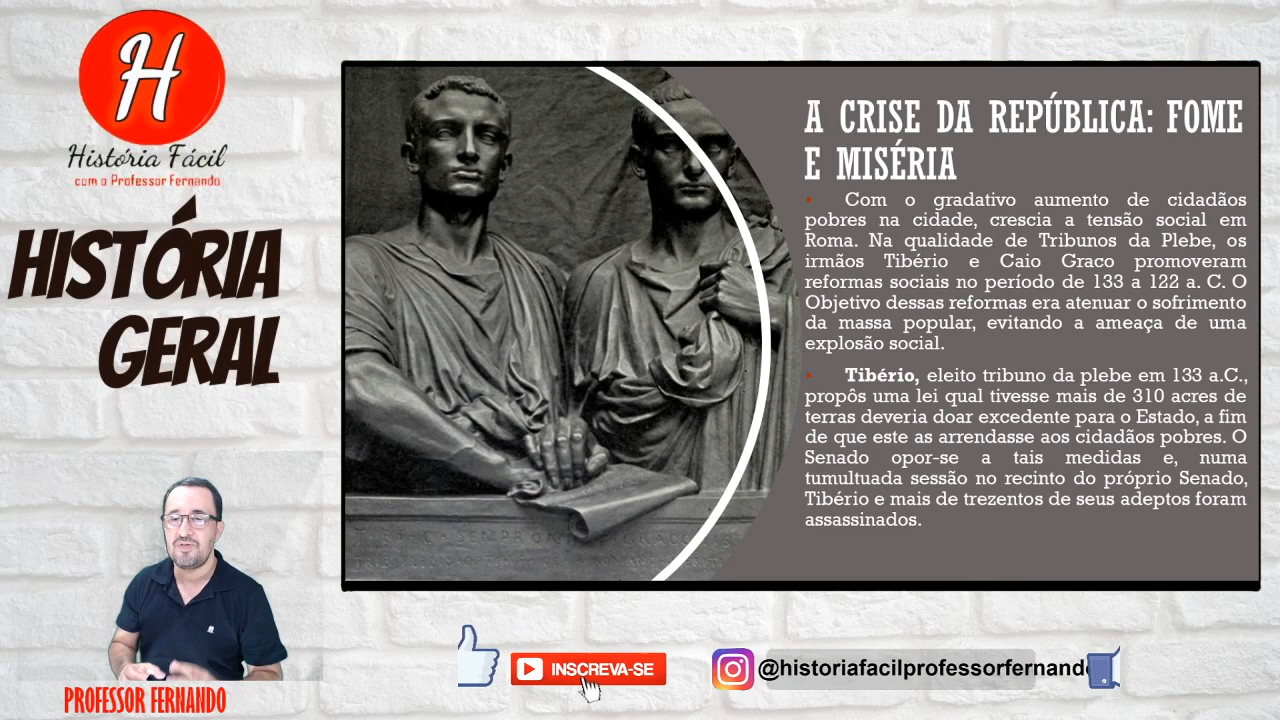 H
História Fácil
com o Professor Fernando
HISTÓRIA
GERAL
A CRISE DA REPÚBLICA: FOME
E MISÉRIA
• Com o gradativo aumento de cidadãos
pobres na cidade, crescia a tensão social em
Roma. Na qualidade de Tribunos da Plebe, os
irmãos Tibério e Caio Graco promoveram
reformas sociais no período de 133 a 122 a. C. O
Objetivo dessas reformas era atenuar o sofrimento
da massa popular, evitando a ameaça de uma
explosão social.
• Tibério, eleito tribuno da plebe em 133 a.C.,
propôs uma lei qual tivesse mais de 310 acres de
terras deveria doar excedente para o Estado, a fim
de que este as arrendasse aos cidadãos pobres. O
Senado opor-se a tais medidas e, numa
tumultuada sessão no recinto do próprio Senado,
Tibério e mais de trezentos de seus adeptos foram
assassinados.
INSCREVA-SE
@historiafacilprofessorfernand
PROFESSOR FERNANDO